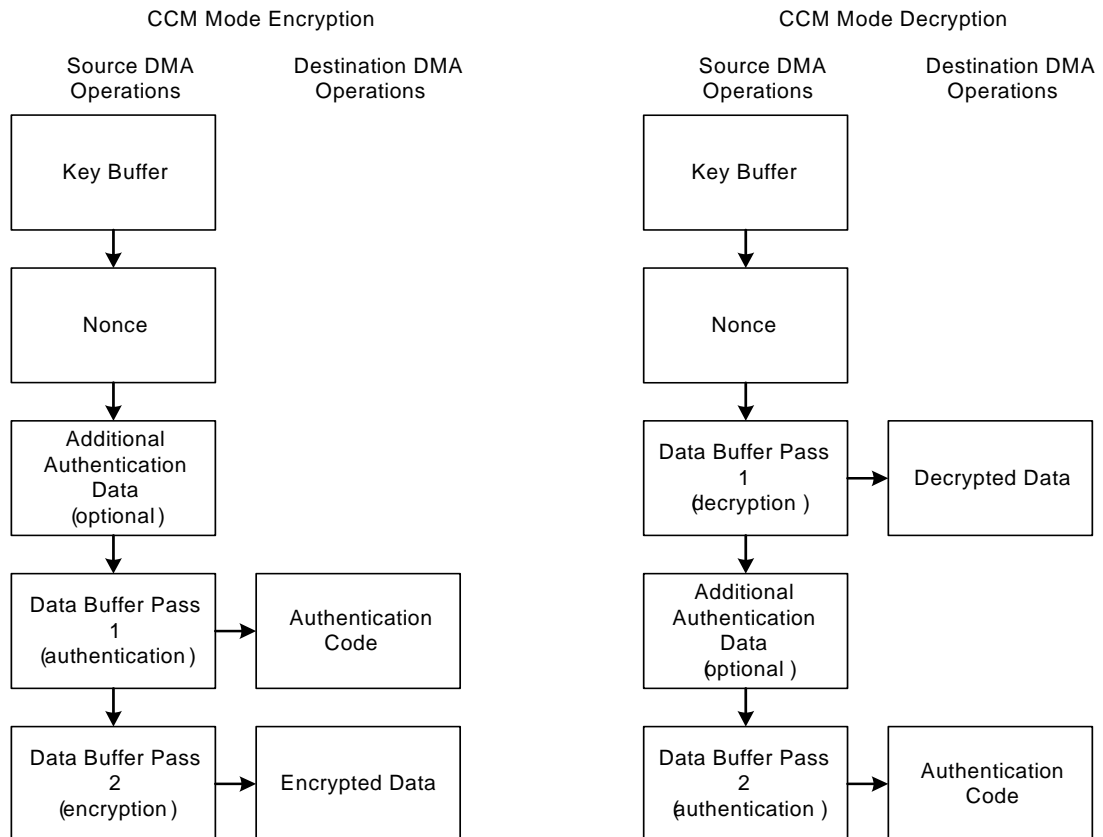 CCM Mode Encryption
Source DMA
Operations
Destination DMA
Operations
Key Buffer
Nonce
Additional
Authentication
Data
(optional)
Data Buffer Pass
1
(authentication)
Authentication
Code
Data Buffer Pass
2
(encryption)
Encrypted Data
CCM Mode Decryption
Source DMA
Operations
Destination DMA
Operations
Key Buffer
Nonce
Data Buffer Pass
1
(decryption)
Decrypted Data
Additional
Authentication
Data
(optional)
Data Buffer Pass
2
(authentication)
Authentication
Code